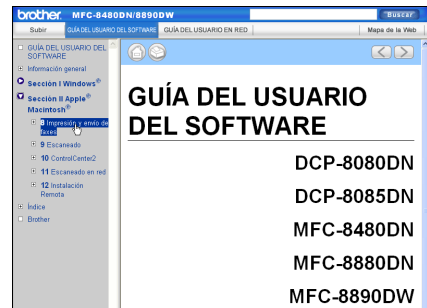 brother MFC-8480DN/8890DW
Buscar
Subir
GUÍA DEL USUARIO DEL SOFTWARE
GUÍA DEL USUARIO EN RED
Mapa de la Web
GUÍA DEL USUARIO DEL
SOFTWARE
Información general
Sección I Windows®
Sección II Apple®
Macintosh®
8 Impresión y envío de
faxes
9 Escaneado
10 ControlCenter2
11 Escaneado en red
12 Instalación
Remota
Índice
Brother
GUÍA DEL USUARIO
DEL SOFTWARE
DCP-8080DN
DCP-8085DN
MFC-8480DN
MFC-8880DN
MFC-8890DW